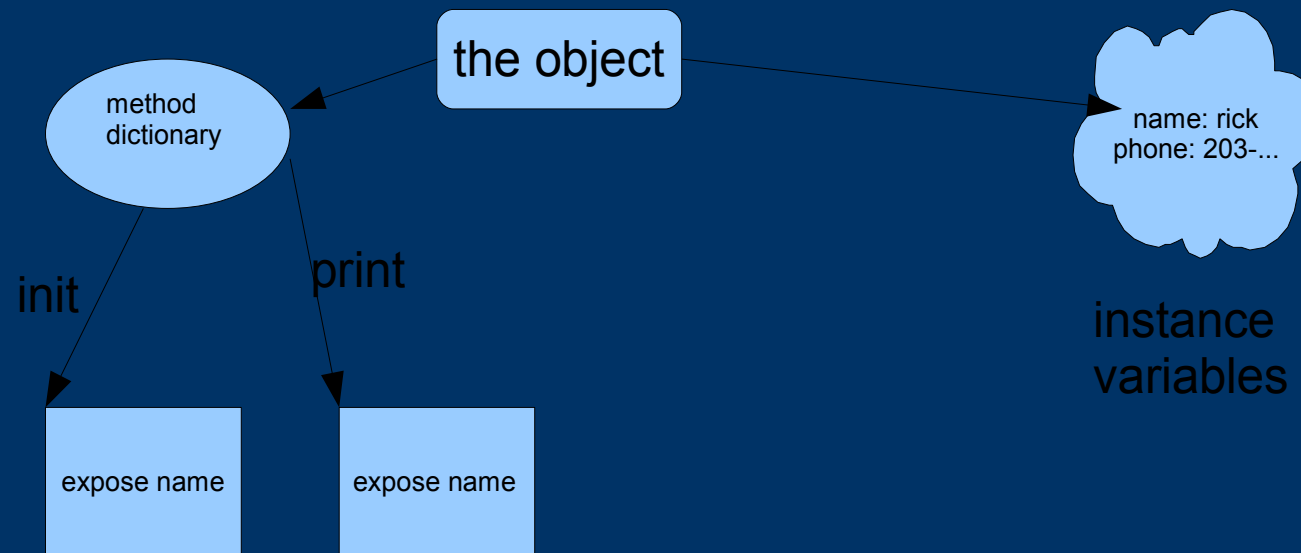 the object
method
dictionary
name: rick
phone: 203-...
init
print
instance
variables
expose name
expose name